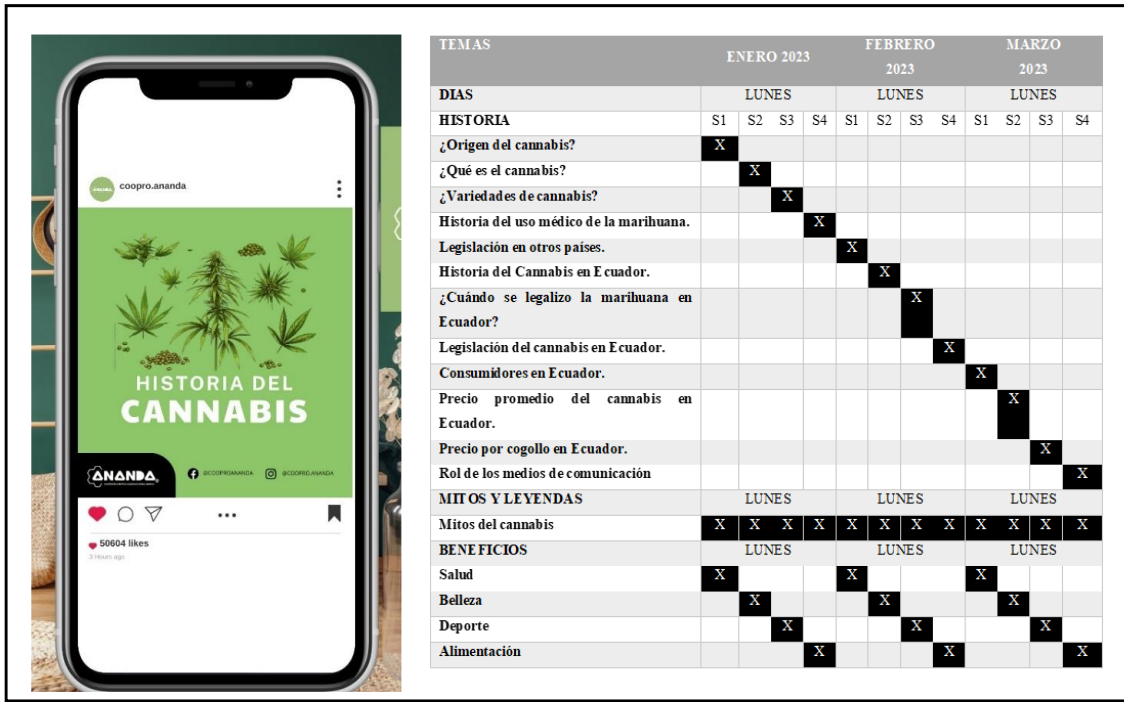 coopro.ananda
HISTORIA DEL
CANNABIS
ANANDA
@COOPROANANDA @COOPRO.ANANDA
50604 likes
3 Hours ago
TEMAS ENERO 2023 FEBRERO 2023 MARZO 2023
DIAS LUNES LUNES LUNES
HISTORIA S1 S2 S3 S4 S1 S2 S3 S4 S1 S2 S3 S4
¿Origen del cannabis? X
¿Qué es el cannabis? X
¿Variedades de cannabis? X
Historia del uso médico de la marihuana. X
Legislación en otros países. X
Historia del Cannabis en Ecuador. X
¿Cuándo se legalizo la marihuana en X
Ecuador?
Legislación del cannabis en Ecuador. X
Consumidores en Ecuador. X
Precio promedio del cannabis en X
Ecuador.
Precio por cogollo en Ecuador. X
Rol de los medios de comunicación X
MITOS Y LEYENDAS LUNES LUNES LUNES
Mitos del cannabis X X X X X X X X X X X X
BENEFICIOS LUNES LUNES LUNES
Salud X X X
Belleza X X X
Deporte X X X
Alimentación X X X